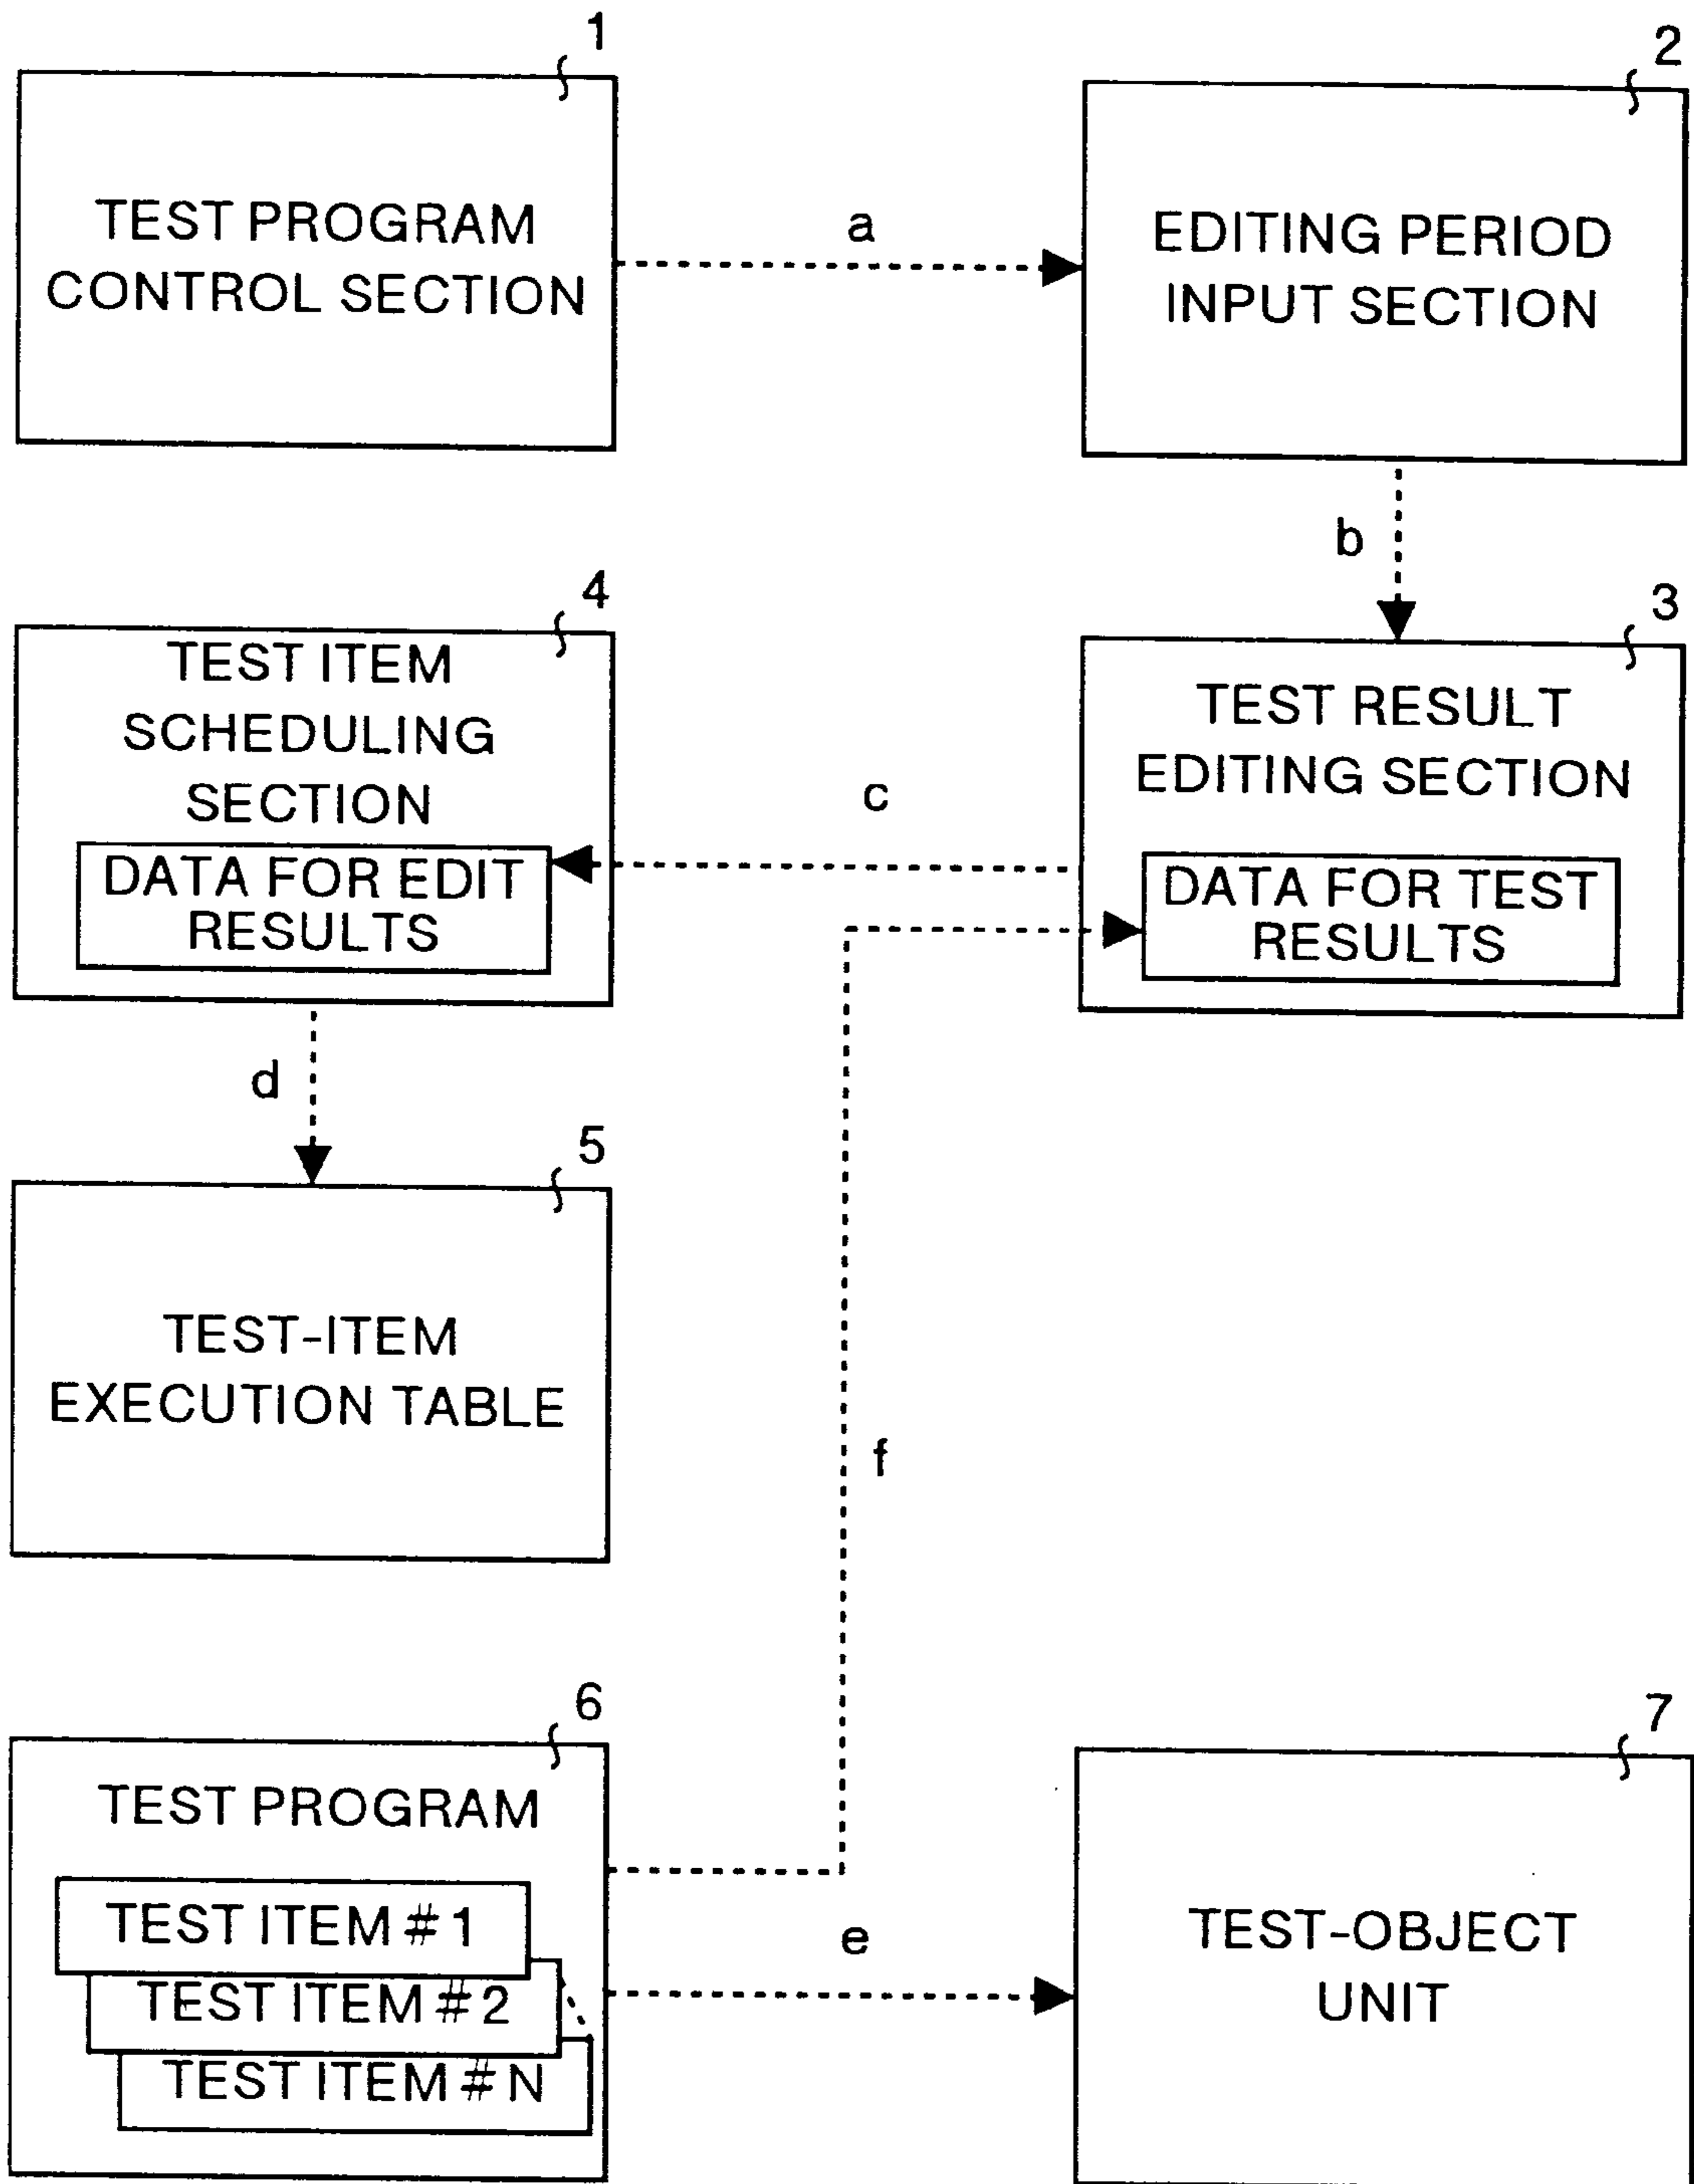 1
TEST PROGRAM
CONTROL SECTION
a
2
EDITING PERIOD
INPUT SECTION
b
4
TEST ITEM
SCHEDULING
SECTION
DATA FOR EDIT
RESULTS
c
3
TEST RESULT
EDITING SECTION
DATA FOR TEST
RESULTS
d
5
TEST-ITEM
EXECUTION TABLE
f
6
TEST PROGRAM
TEST ITEM #1
TEST ITEM #2
TEST ITEM #N
e
7
TEST-OBJECT
UNIT